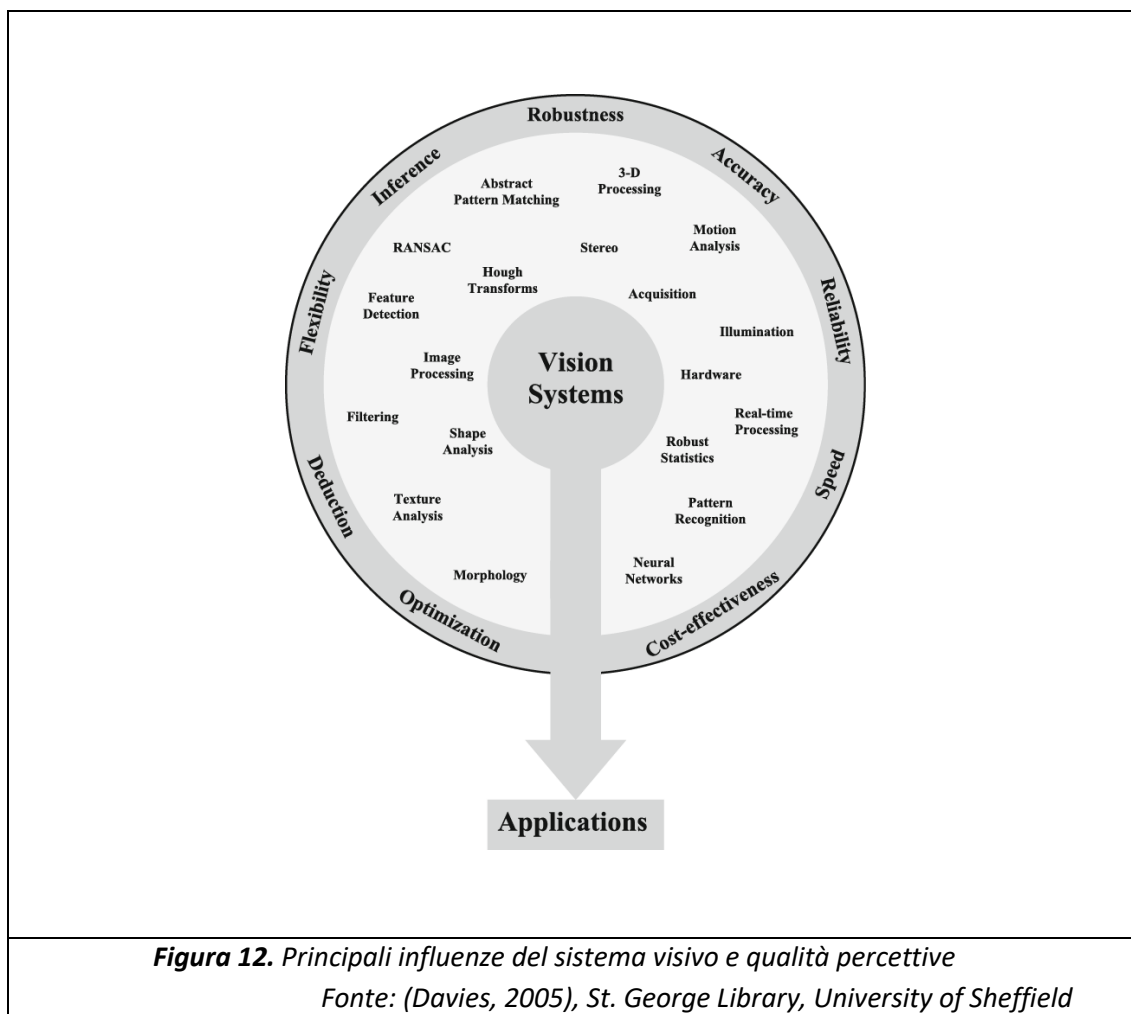 Robustness
Inference
Accuracy
Abstract
Pattern Matching
3-D
Processing
Motion
Analysis
RANSAC
Stereo
Hough
Transforms
Acquisition
Flexibility
Reliability
Feature
Detection
Illumination
Image
Processing
Vision
Systems
Hardware
Filtering
Real-time
Processing
Shape
Analysis
Robust
Statistics
Deduction
Speed
Texture
Analysis
Pattern
Recognition
Morphology
Neural
Networks
Optimization
Cost-effectiveness
Applications
Figura 12. Principali influenze del sistema visivo e qualità percettive
Fonte: (Davies, 2005), St. George Library, University of Sheffield